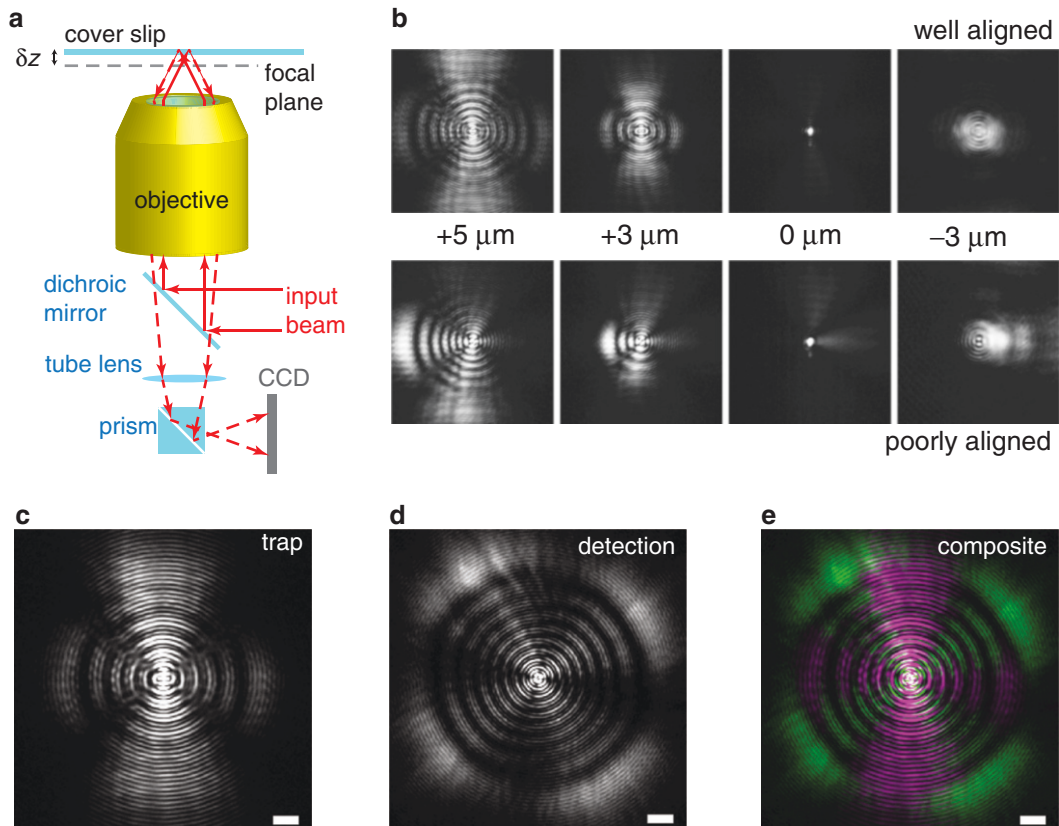 a
cover slip
δz
focal
plane
objective
dichroic
mirror
input
beam
tube lens
CCD
prism
b
well aligned
+5 μm
+3 μm
0 μm
−3 μm
poorly aligned
c
trap
d
detection
e
composite